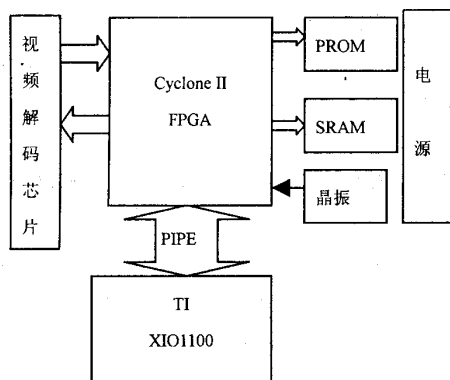 视频解码芯片
Cyclone II
FPGA
PROM
SRAM
晶振
电源
PIPE
TI
XIO1100